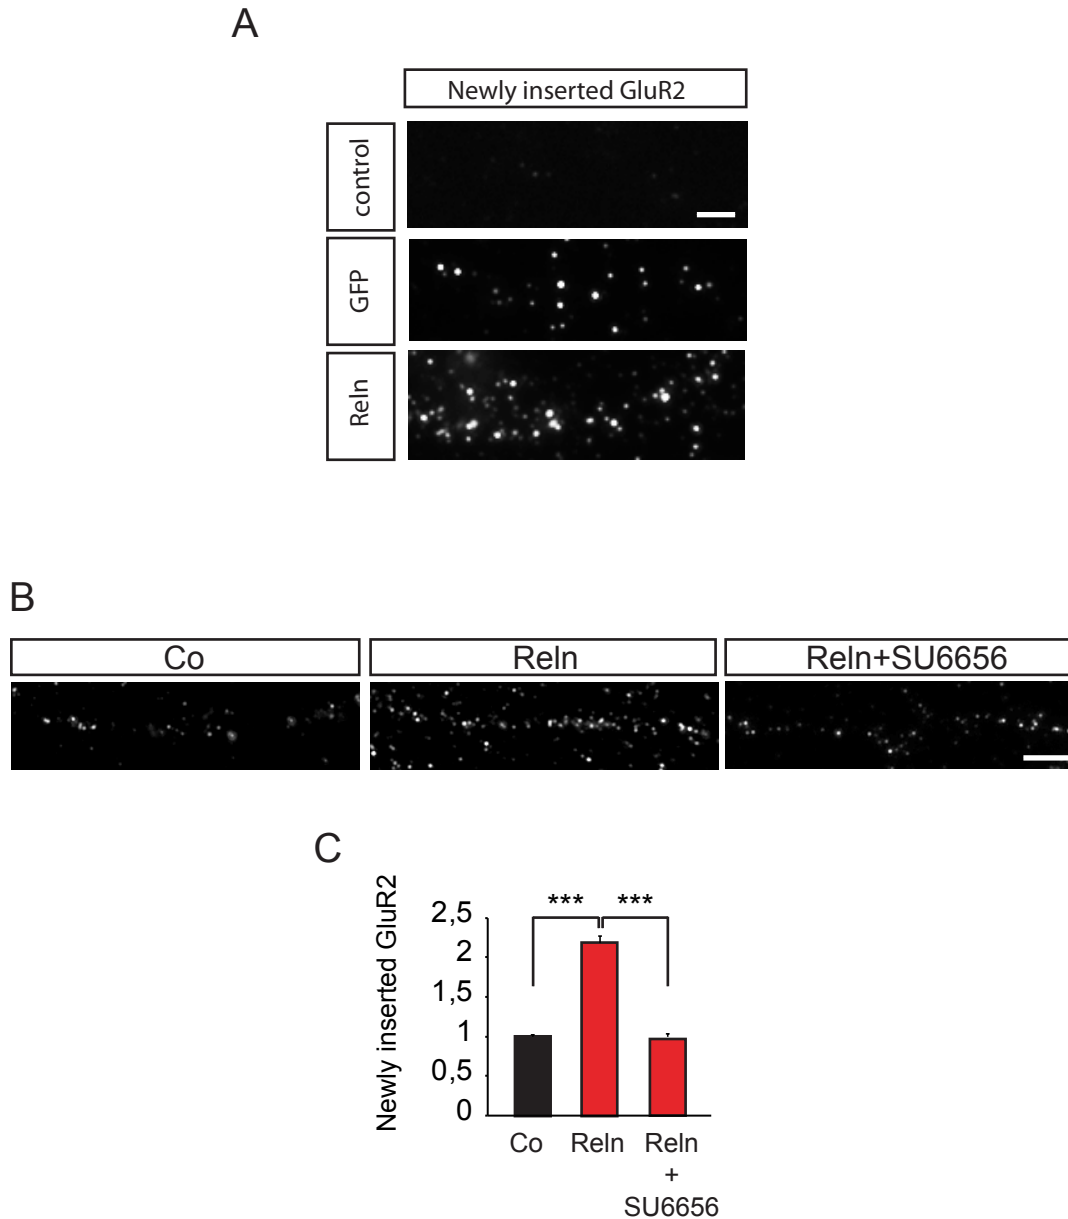 A
Newly inserted GluR2
control
GFP
Reln
B
Co
Reln
Reln+SU6656
C
Newly inserted GluR2
2,5
2
1,5
1
0,5
0
***
***
Co
Reln
Reln
+
SU6656